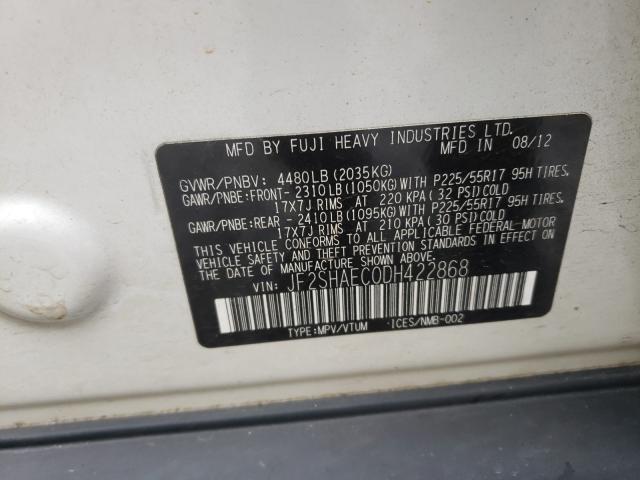 MFD BY FUJI HEAVY INDUSTRIES LTD.
MFD IN 08/12
GVWR/PNBV: 4480LB (2035KG)
GAWR/PNBE:FRONT- 2310LB(1050KG)WITH P225/55R17 95H TIRES,
17X7J RIMS AT 220 KPA ( 32 PSI)COLD
GAWR/PNBE:REAR - 2410LB(1095KG)WITH P225/55R17 95H TIRES,
17X7J RIMS AT 210 KPA ( 30 PSI)COLD
THIS VEHICLE CONFORMS TO ALL APPLICABLE FEDERAL-MOTOR
VEHICLE SAFETY AND THEFT PREVENTION STANDARDS IN EFFECT ON
THE DATE OF MANUFACTURE SHOWN ABOVE.
VIN: JF2SHAEC0DH422868
TYPE:MPV/VTUM ICES/NMB-002